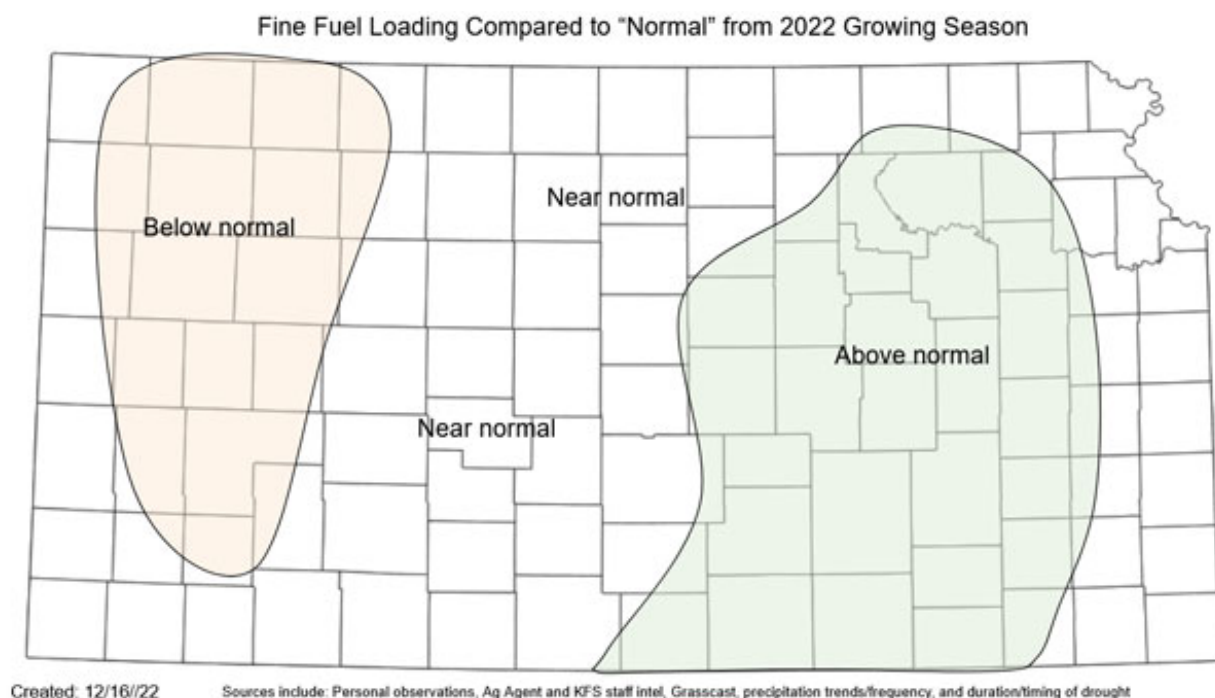 Fine Fuel Loading Compared to “Normal” from 2022 Growing Season
Near normal
Below normal
Above normal
Near normal
Created: 12/16//22
Sources include: Personal observations, Ag Agent and KFS staff intel, Grasscast, precipitation trends/frequency, and duration/timing of drought